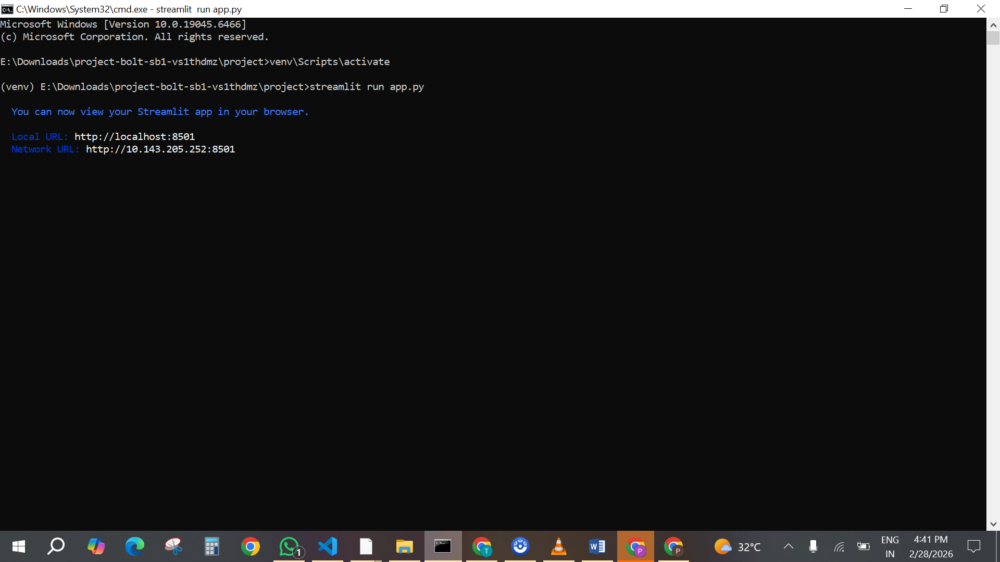 C:\Windows\System32\cmd.exe - streamlit  run app.py
Microsoft Windows [Version 10.0.19045.6466]
(c) Microsoft Corporation. All rights reserved.
E:\Downloads\project-bolt-sb1-vs1thdmz\project>venv\Scripts\activate
(venv) E:\Downloads\project-bolt-sb1-vs1thdmz\project>streamlit run app.py
You can now view your Streamlit app in your browser.
Local URL: http://localhost:8501
Network URL: http://10.143.205.252:8501
1
T
W
P
P
32°C
ENG
IN
4:41 PM
2/28/2026